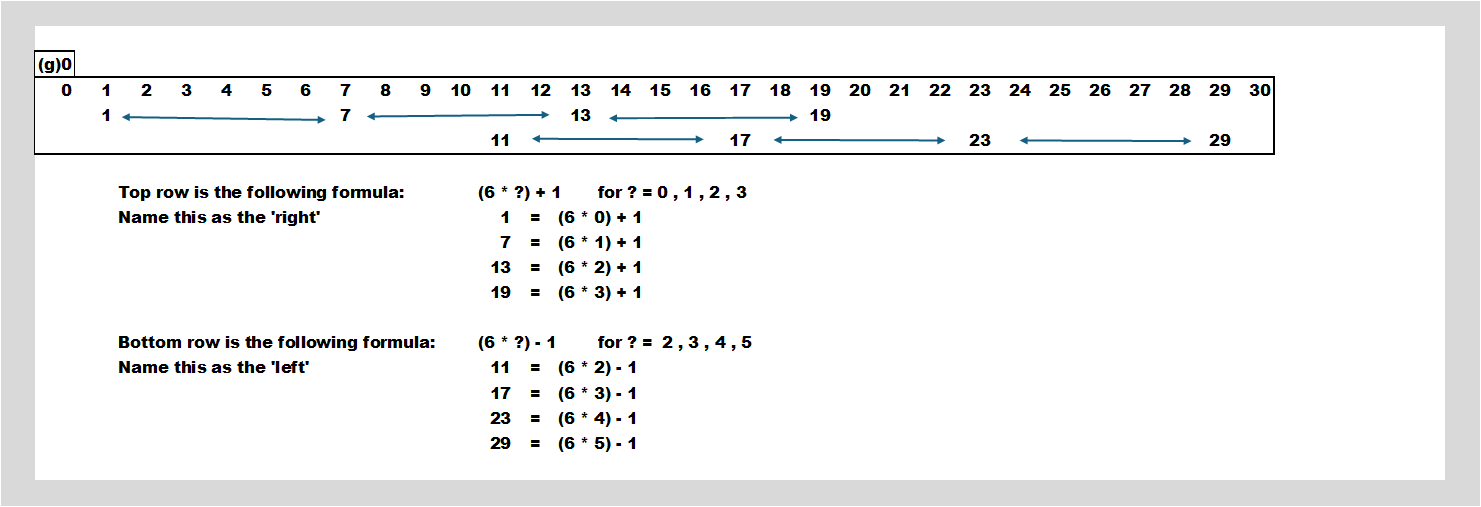 (g)0
0 1 2 3 4 5 6 7 8 9 10 11 12 13 14 15 16 17 18 19 20 21 22 23 24 25 26 27 28 29 30
1 7 13 19
11 17 23 29
Top row is the following formula: (6 * ?) + 1 for ? = 0 , 1 , 2 , 3
Name this as the 'right' 1 = (6 * 0) + 1
7 = (6 * 1) + 1
13 = (6 * 2) + 1
19 = (6 * 3) + 1
Bottom row is the following formula: (6 * ?) - 1 for ? = 2 , 3 , 4 , 5
Name this as the 'left' 11 = (6 * 2) - 1
17 = (6 * 3) - 1
23 = (6 * 4) - 1
29 = (6 * 5) - 1